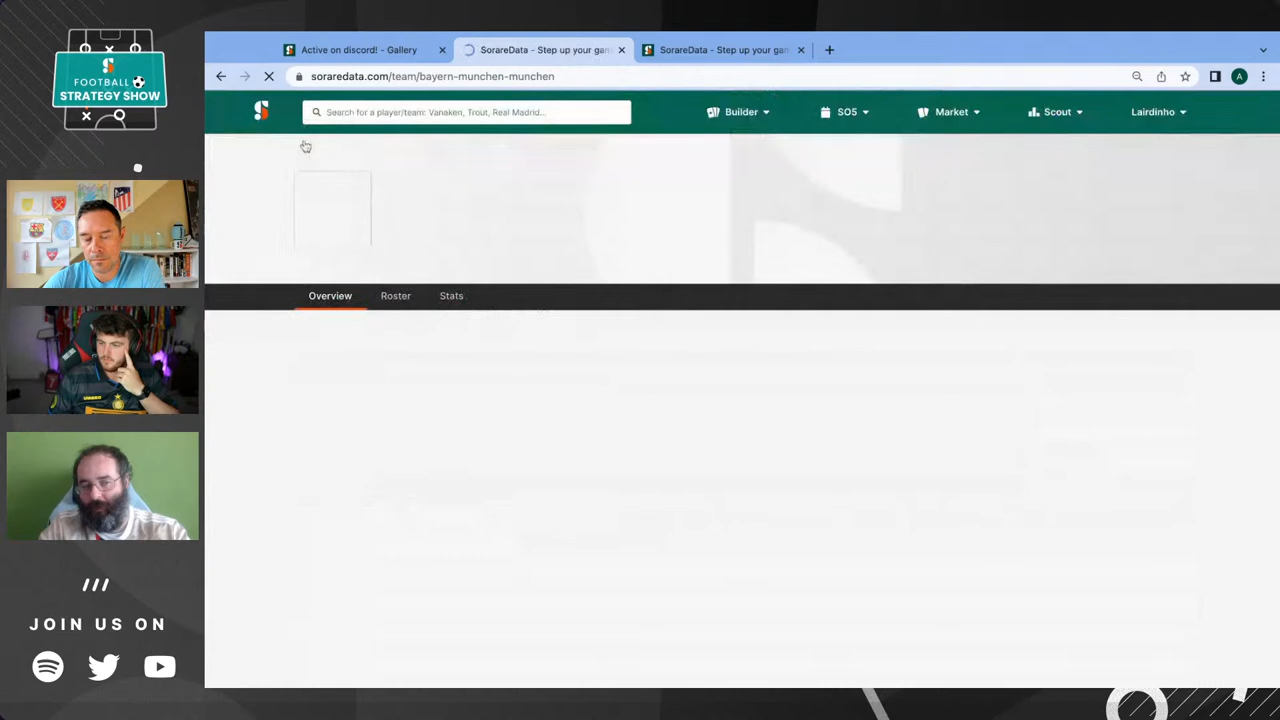 FOOTBALL
STRATEGY SHOW
Active on discord! - Gallery
SorareData - Step up your gam
SorareData - Step up your gam
soraredata.com/team/bayern-munchen-munchen
A
Search for a player/team: Vanaken, Trout, Real Madrid...
Builder
SO5
Market
Scout
Lairdinho
Overview
Roster
Stats
UMBRO
JOIN US ON